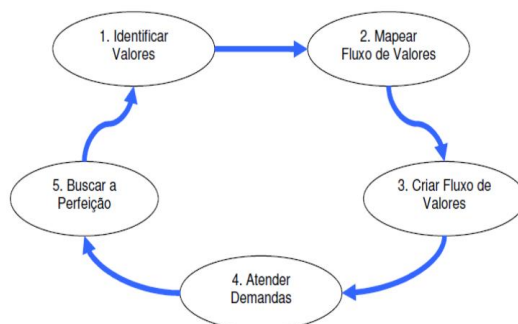 1. Identificar
Valores
2. Mapear
Fluxo de Valores
3. Criar Fluxo de
Valores
4. Atender
Demandas
5. Buscar a
Perfeição